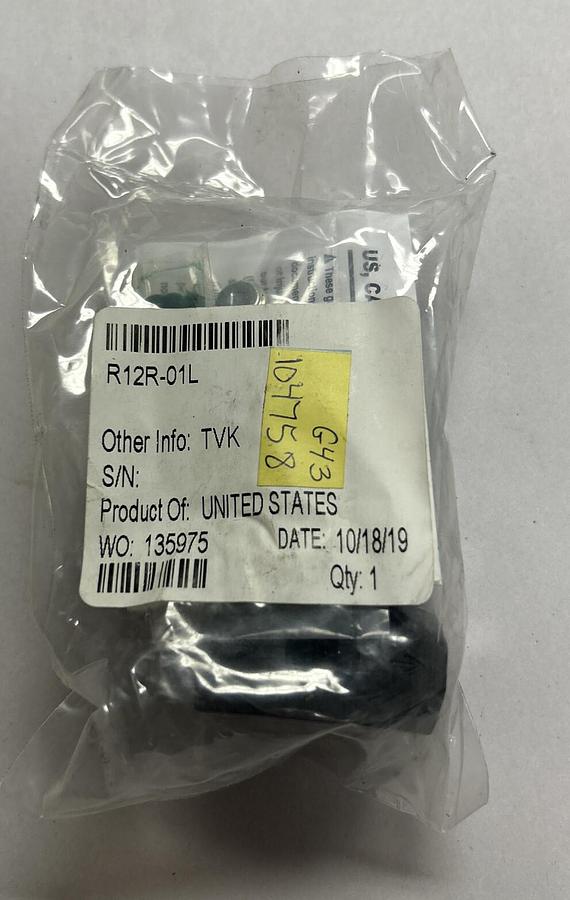 US, CA
⚠ These g
R12R-01L
104758
G43
Other Info: TVK
S/N:
Product Of: UNITED STATES
WO: 135975
DATE: 10/18/19
Qty: 1